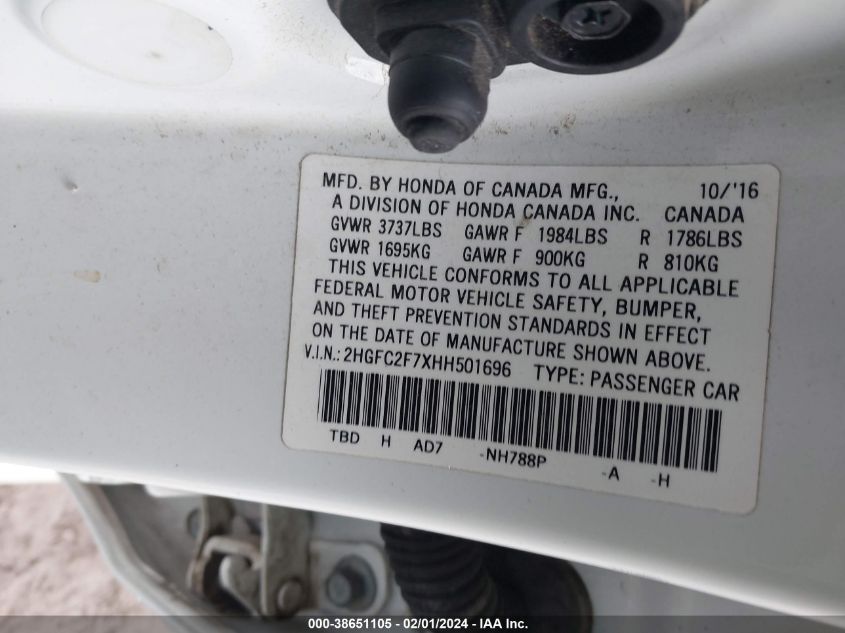 MFD. BY HONDA OF CANADA MFG., 10/'16
A DIVISION OF HONDA CANADA INC. CANADA
GVWR 3737LBS GAWR F 1984LBS R 1786LBS
GVWR 1695KG GAWR F 900KG R 810KG
THIS VEHICLE CONFORMS TO ALL APPLICABLE
FEDERAL MOTOR VEHICLE SAFETY, BUMPER,
AND THEFT PREVENTION STANDARDS IN EFFECT
ON THE DATE OF MANUFACTURE SHOWN ABOVE.
V.I.N.: 2HGFC2F7XHH501696 TYPE: PASSENGER CAR
TBD H AD7 -NH788P -A -H
000-38651105 - 02/01/2024 - IAA Inc.